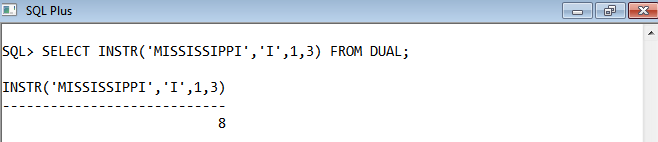 SQL Plus
SQL> SELECT INSTR('MISSISSIPPI','I',1,3) FROM DUAL;
INSTR('MISSISSIPPI','I',1,3)
----------------------------
8